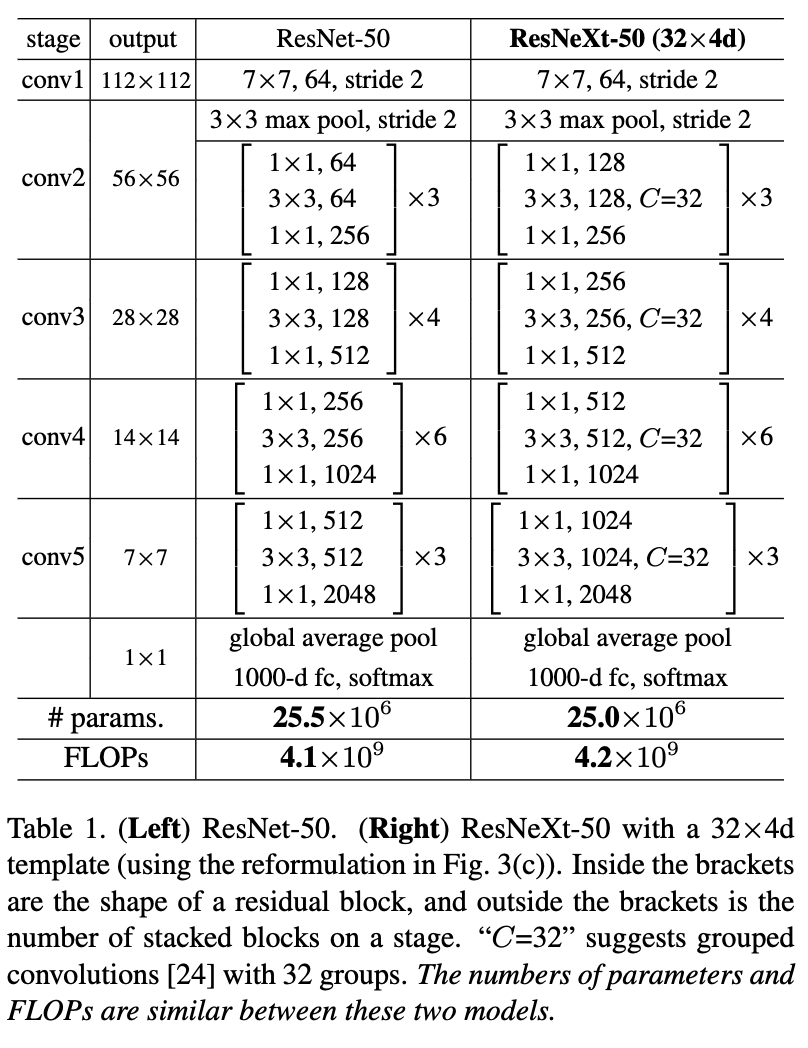 stage output ResNet-50 ResNeXt-50 (32×4d)
conv1 112×112 7×7, 64, stride 2 7×7, 64, stride 2
3×3 max pool, stride 2 3×3 max pool, stride 2
1×1, 64 1×1, 128
conv2 56×56 3×3, 64 ×3 3×3, 128, C=32 ×3
1×1, 256 1×1, 256
1×1, 128 1×1, 256
conv3 28×28 3×3, 128 ×4 3×3, 256, C=32 ×4
1×1, 512 1×1, 512
1×1, 256 1×1, 512
conv4 14×14 3×3, 256 ×6 3×3, 512, C=32 ×6
1×1, 1024 1×1, 1024
1×1, 512 1×1, 1024
conv5 7×7 3×3, 512 ×3 3×3, 1024, C=32 ×3
1×1, 2048 1×1, 2048
global average pool global average pool
1×1
1000-d fc, softmax 1000-d fc, softmax
# params. 25.5×10⁶ 25.0×10⁶
FLOPs 4.1×10⁹ 4.2×10⁹
Table 1. (Left) ResNet-50. (Right) ResNeXt-50 with a 32×4d
template (using the reformulation in Fig. 3(c)). Inside the brackets
are the shape of a residual block, and outside the brackets is the
number of stacked blocks on a stage. “C=32” suggests grouped
convolutions [24] with 32 groups. The numbers of parameters and
FLOPs are similar between these two models.